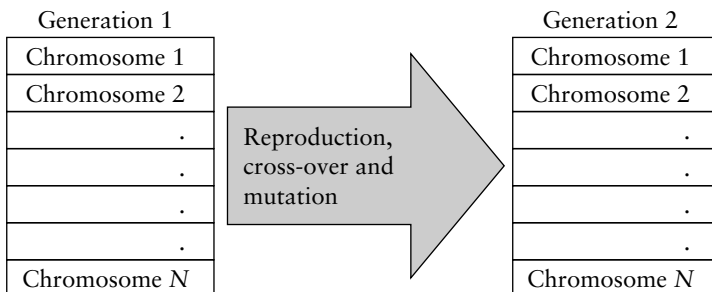 Generation 1
Chromosome 1
Chromosome 2
.
.
.
.
Chromosome N
Reproduction,
cross-over and
mutation
Generation 2
Chromosome 1
Chromosome 2
.
.
.
.
Chromosome N